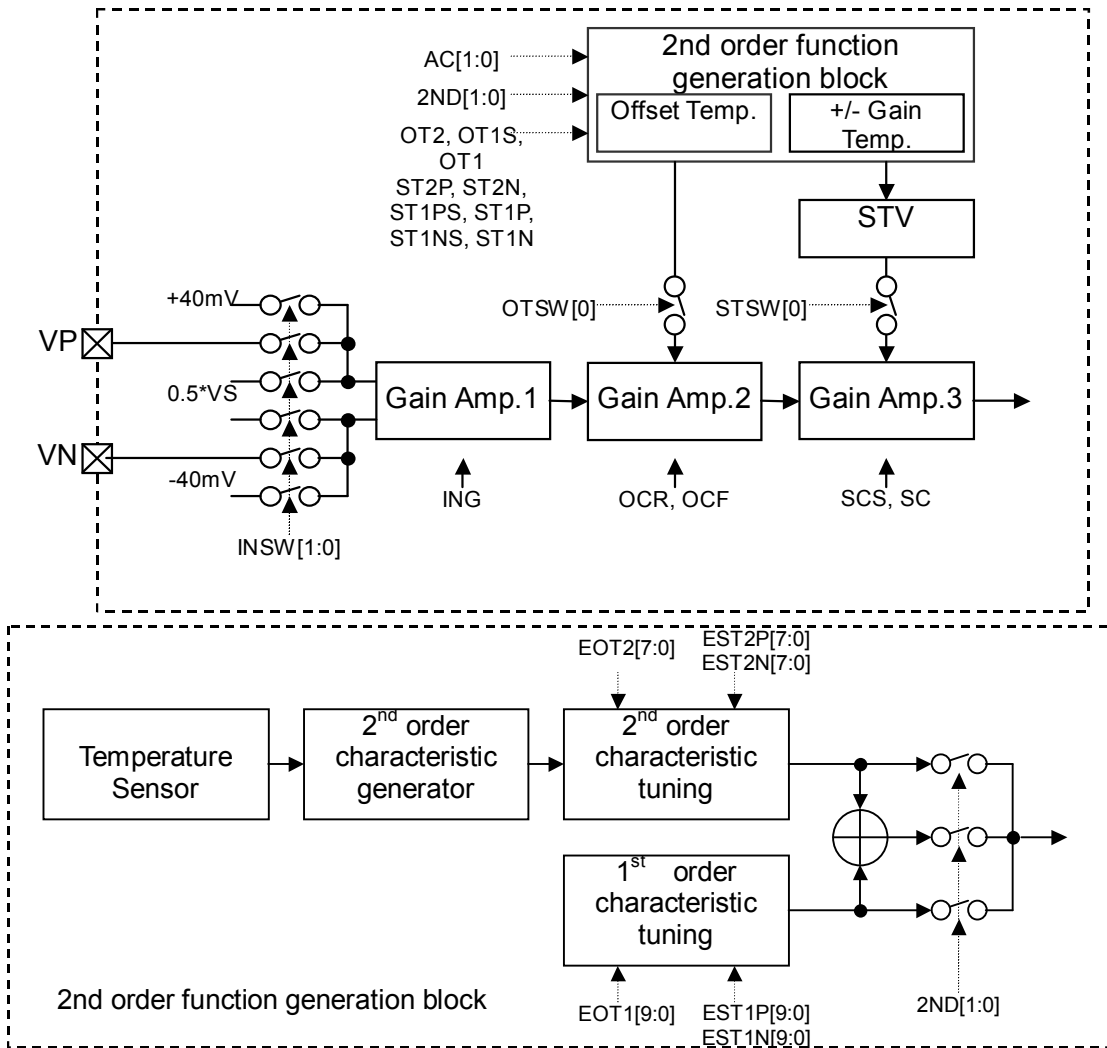 2nd order function
generation block
Offset Temp.
+/- Gain
Temp.
AC[1:0]
2ND[1:0]
OT2, OT1S,
OT1
ST2P, ST2N,
ST1PS, ST1P,
ST1NS, ST1N
STV
OTSW[0]
STSW[0]
+40mV
VP
0.5*VS
VN
-40mV
INSW[1:0]
Gain Amp.1
Gain Amp.2
Gain Amp.3
ING
OCR, OCF
SCS, SC
EOT2[7:0]
EST2P[7:0]
EST2N[7:0]
Temperature
Sensor
2nd order
characteristic
generator
2nd order
characteristic
tuning
1st order
characteristic
tuning
2nd order function generation block
EOT1[9:0]
EST1P[9:0]
EST1N[9:0]
2ND[1:0]